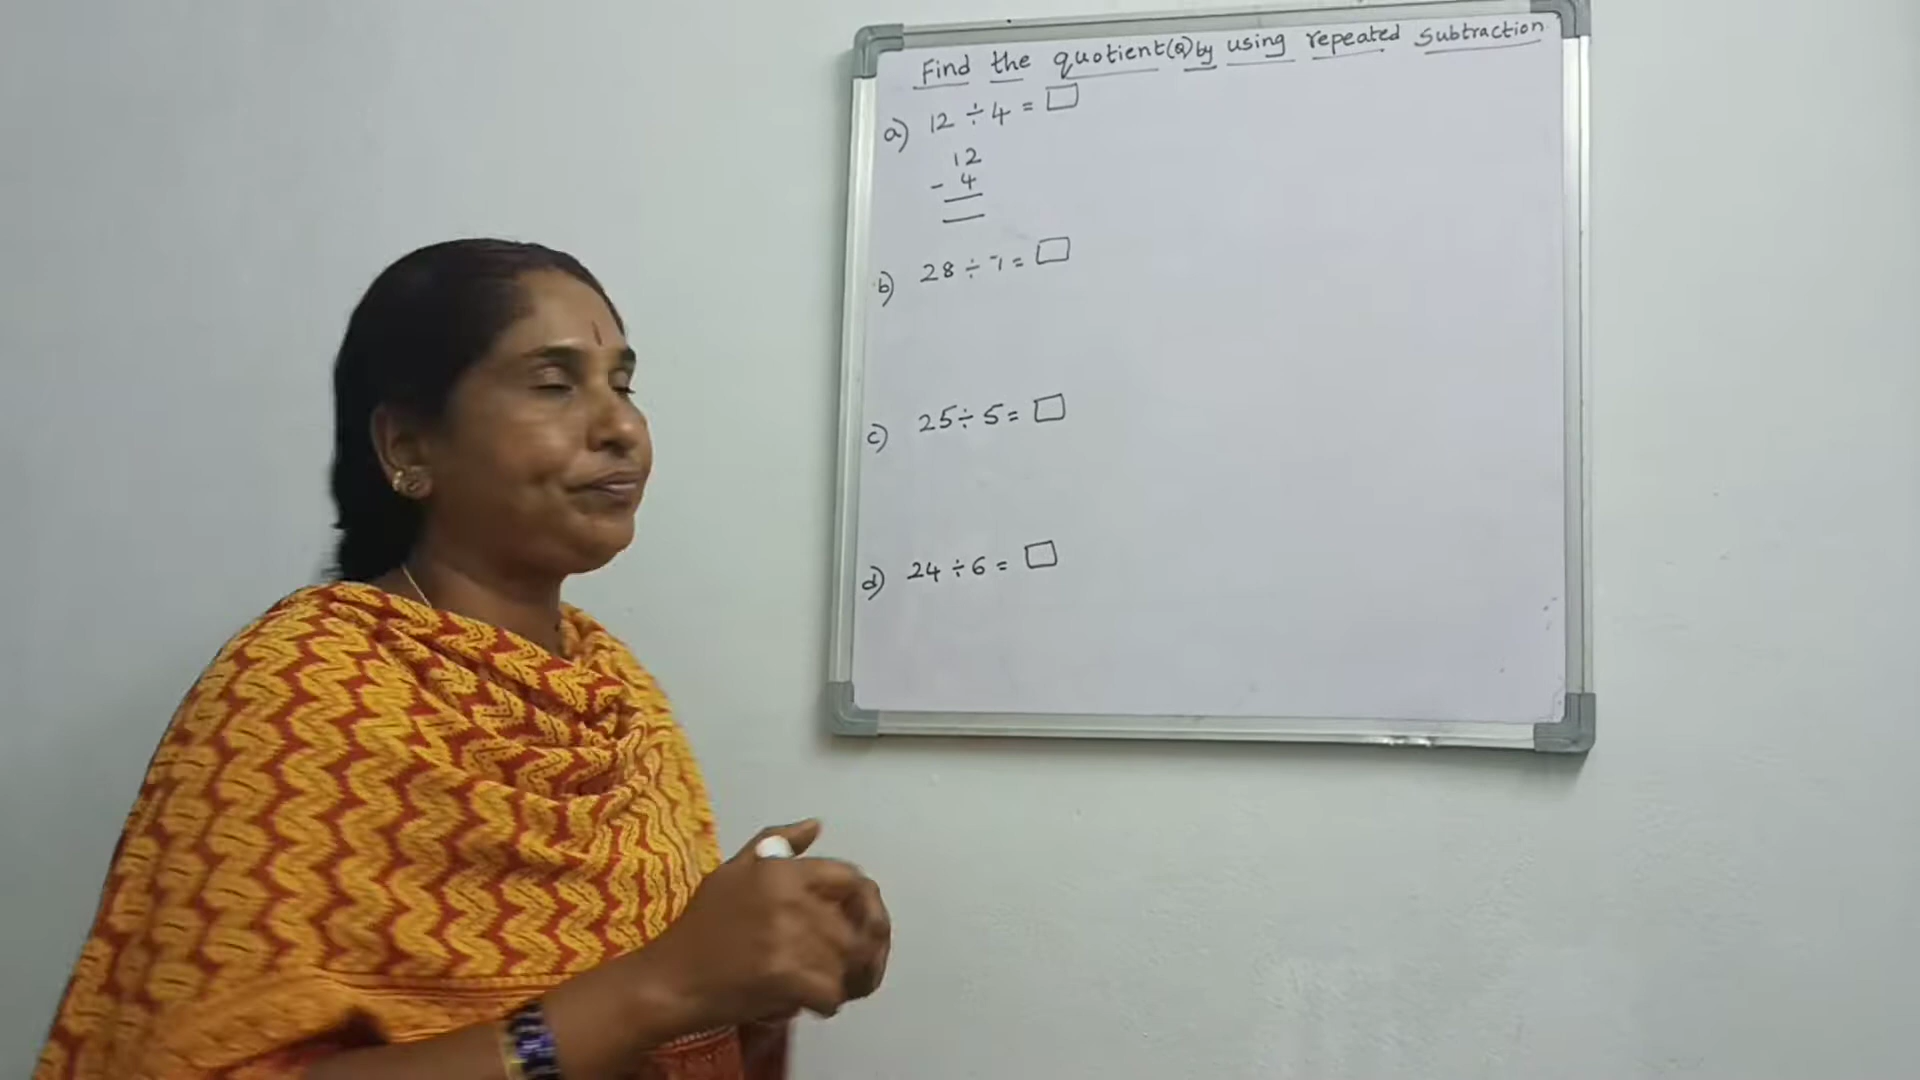 Find the quotient(Q) by using repeated subtraction
a) 12 ÷ 4 = □
12
- 4
b) 28 ÷ 7 = □
c) 25 ÷ 5 = □
d) 24 ÷ 6 = □